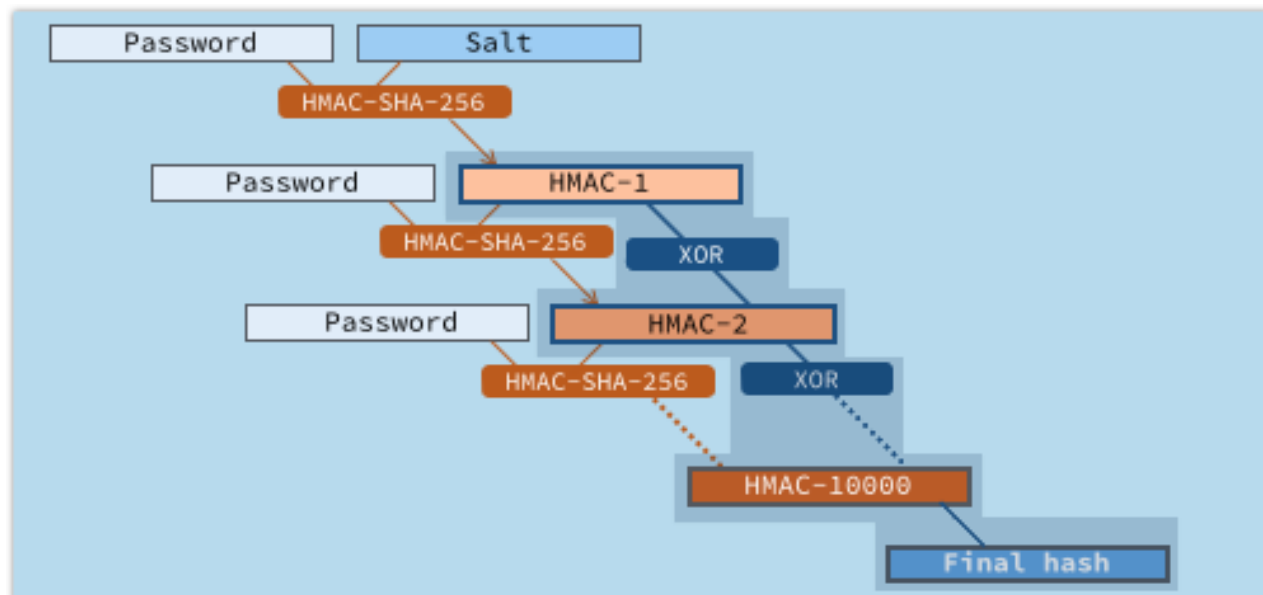 Password
Salt
HMAC-SHA-256
Password
HMAC-1
HMAC-SHA-256
XOR
Password
HMAC-2
HMAC-SHA-256
XOR
HMAC-10000
Final hash